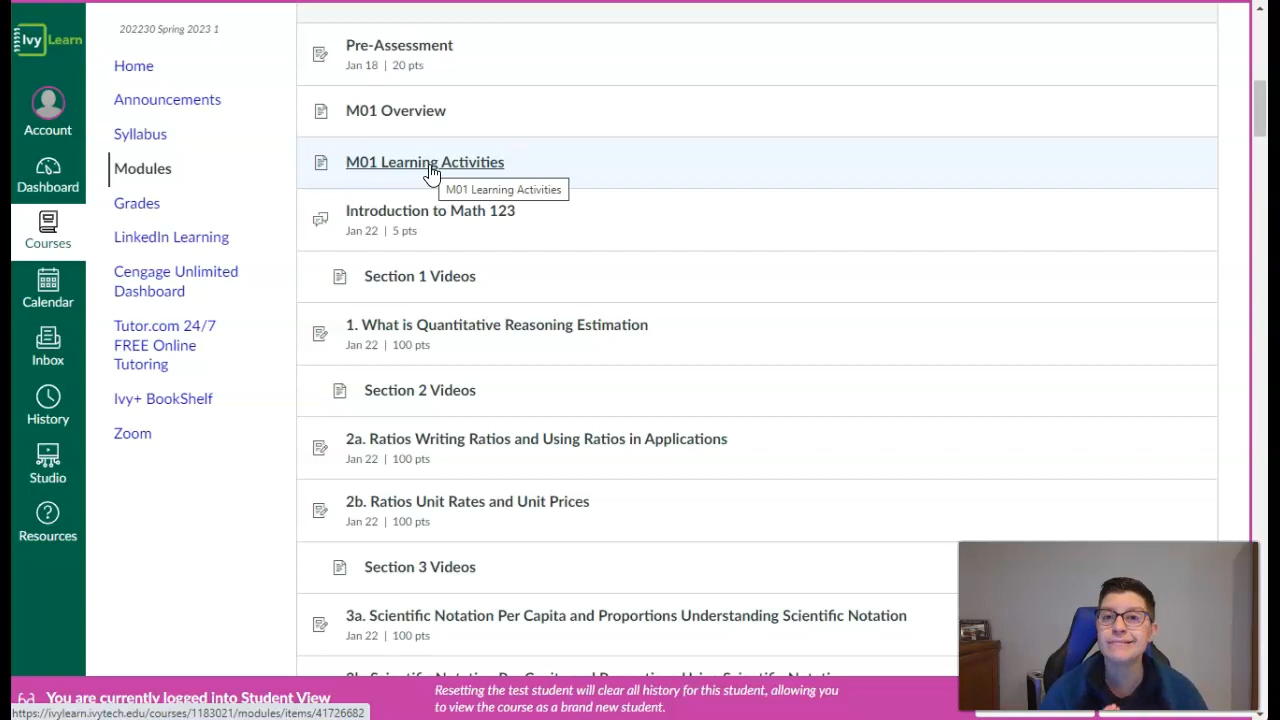 IvyLearn
Account
Dashboard
Courses
Calendar
Inbox
History
Studio
Resources
202230 Spring 2023 1
Home
Announcements
Syllabus
Modules
Grades
LinkedIn Learning
Cengage Unlimited
Dashboard
Tutor.com 24/7
FREE Online
Tutoring
Ivy+ BookShelf
Zoom
Pre-Assessment
Jan 18 | 20 pts
M01 Overview
M01 Learning Activities
M01 Learning Activities
Introduction to Math 123
Jan 22 | 5 pts
Section 1 Videos
1. What is Quantitative Reasoning Estimation
Jan 22 | 100 pts
Section 2 Videos
2a. Ratios Writing Ratios and Using Ratios in Applications
Jan 22 | 100 pts
2b. Ratios Unit Rates and Unit Prices
Jan 22 | 100 pts
Section 3 Videos
3a. Scientific Notation Per Capita and Proportions Understanding Scientific Notation
Jan 22 | 100 pts
You are currently logged into Student View
Resetting the test student will clear all history for this student, allowing you
to view the course as a brand new student.
https://ivylearn.ivytech.edu/courses/1183021/modules/items/41726682